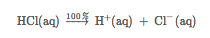 HCl(aq) 100% → H⁺(aq) + Cl⁻(aq)